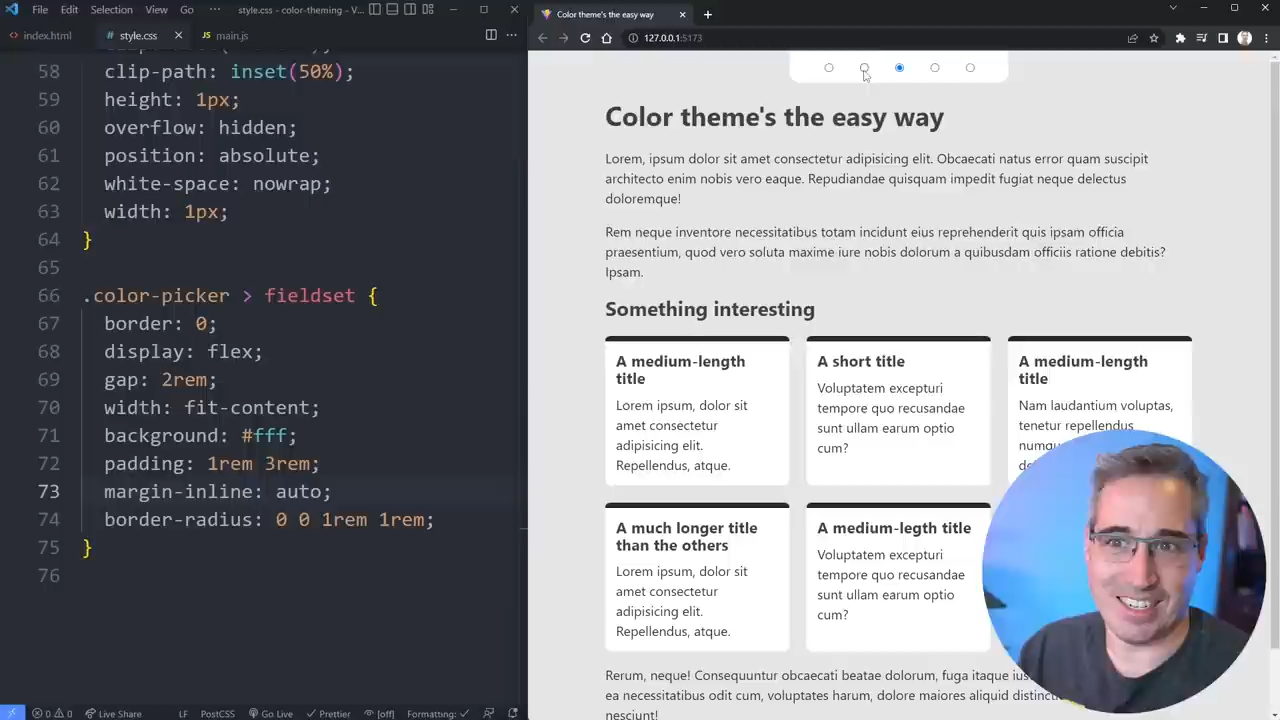 File Edit Selection View Go ··· style.css - color-theming - V...
index.html
# style.css
JS main.js
58 clip-path: inset(50%);
59 height: 1px;
60 overflow: hidden;
61 position: absolute;
62 white-space: nowrap;
63 width: 1px;
64 }
65
66 .color-picker > fieldset {
67 border: 0;
68 display: flex;
69 gap: 2rem;
70 width: fit-content;
71 background: #fff;
72 padding: 1rem 3rem;
73 margin-inline: auto;
74 border-radius: 0 0 1rem 1rem;
75 }
76
0 0 Live Share LF PostCSS Go Live Prettier [off] Formatting:
Color theme's the easy way
127.0.0.1:5173
Color theme's the easy way
Lorem, ipsum dolor sit amet consectetur adipisicing elit. Obcaecati natus error quam suscipit
architecto enim nobis vero eaque. Repudiandae quisquam impedit fugiat neque delectus
doloremque!
Rem neque inventore necessitatibus totam incidunt eius reprehenderit quis ipsam officia
praesentium, quod vero soluta maxime iure nobis dolorum a quibusdam officiis ratione debitis?
Ipsam.
Something interesting
A medium-length
title
Lorem ipsum, dolor sit
amet consectetur
adipisicing elit.
Repellendus, atque.
A short title
Voluptatem excepturi
tempore quo recusandae
sunt ullam earum optio
cum?
A medium-length
title
Nam laudantium voluptas,
tenetur repellendus
A much longer title
than the others
Lorem ipsum, dolor sit
amet consectetur
adipisicing elit.
Repellendus, atque.
A medium-legth title
Voluptatem excepturi
tempore quo recusandae
sunt ullam earum optio
cum?
Rerum, neque! Consequuntur obcaecati beatae dolorum, fuga itaque
ea necessitatibus odit cum, voluptates harum, dolore maiores aliquid
nesciunt!